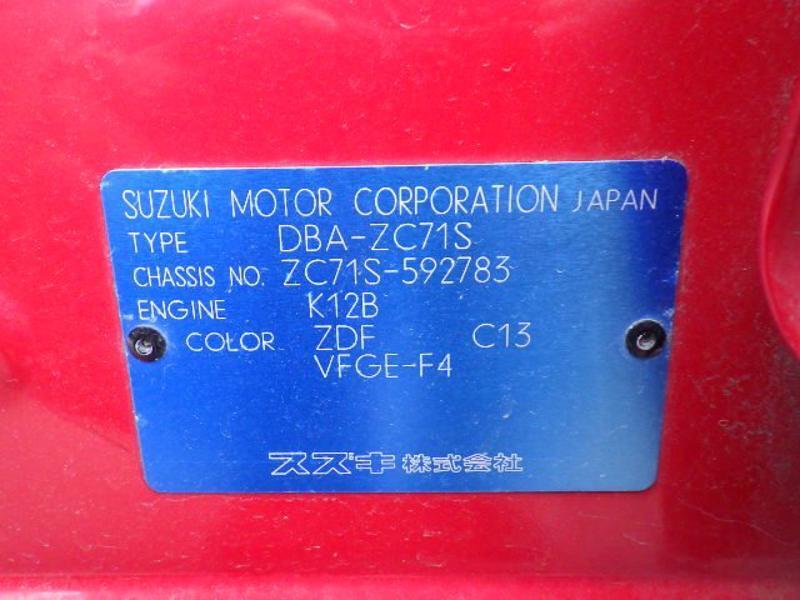 SUZUKI MOTOR CORPORATION JAPAN
TYPE DBA-ZC71S
CHASSIS NO. ZC71S-592783
ENGINE K12B
COLOR ZDF C13
VFGE-F4
スズキ株式会社